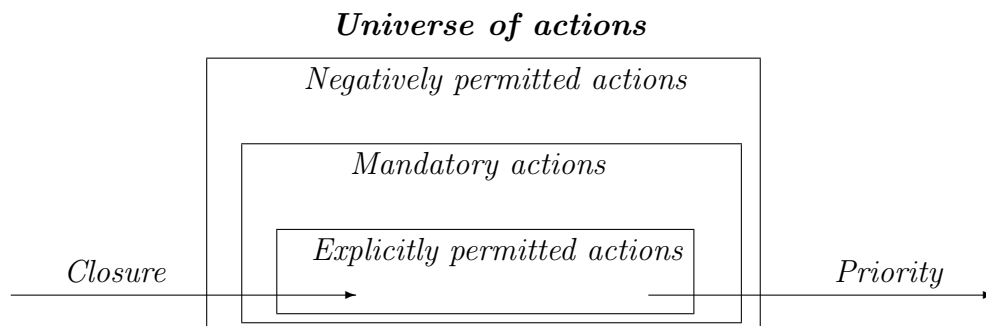 Universe of actions
Negatively permitted actions
Mandatory actions
Explicitly permitted actions
Closure
Priority